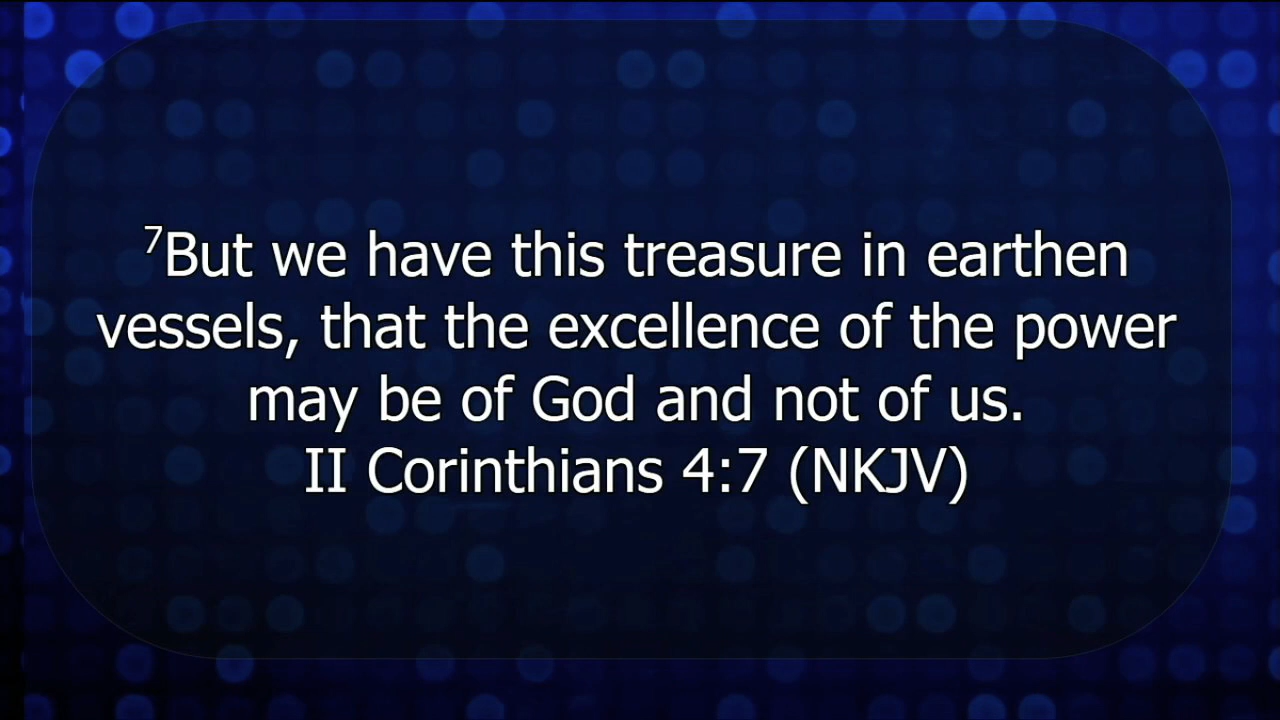 ⁷But we have this treasure in earthen
vessels, that the excellence of the power
may be of God and not of us.
II Corinthians 4:7 (NKJV)